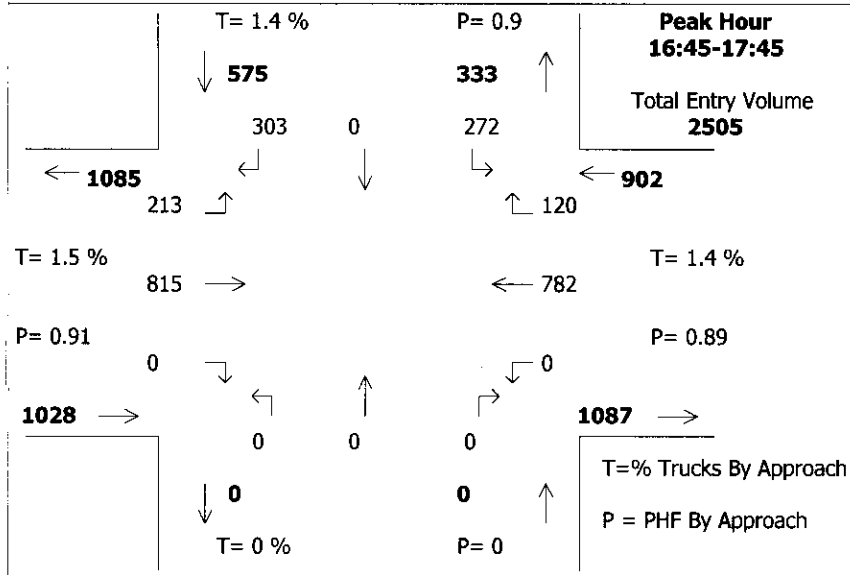 T= 1.4 % P= 0.9 Peak Hour
16:45-17:45
575 333
Total Entry Volume
303 0 272 2505
1085 902
213 120
T= 1.5 % T= 1.4 %
815 782
P= 0.91 P= 0.89
0 0
1028 1087
0 0 0
T=% Trucks By Approach
0 0
P = PHF By Approach
T= 0 % P= 0